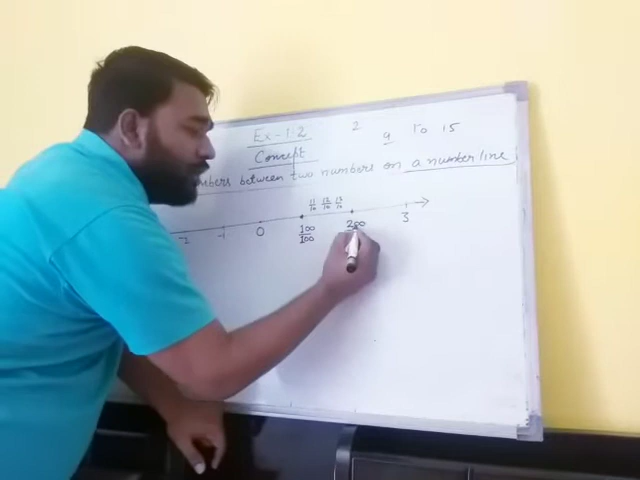 Ex-1.2
2
9 To 15
Concept
between two numbers on a number line
11/10 12/10 13/10
-1 0 100/100 200 3